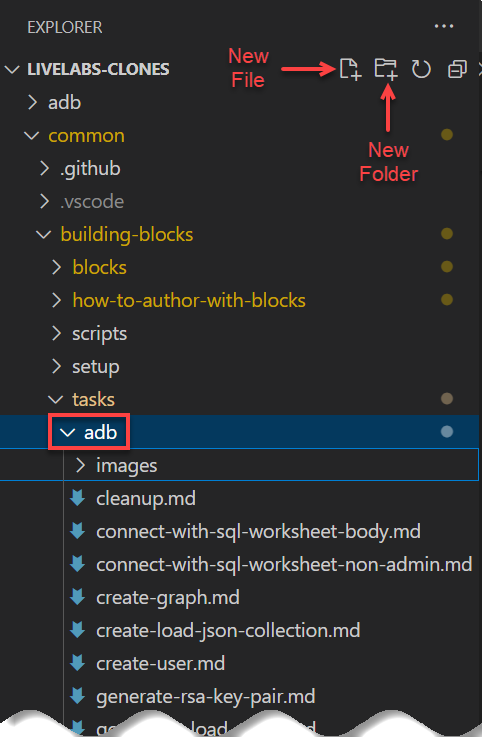 EXPLORER
New File
LIVELABS-CLONES
New Folder
adb
common
.github
.vscode
building-blocks
blocks
how-to-author-with-blocks
scripts
setup
tasks
adb
images
cleanup.md
connect-with-sql-worksheet-body.md
connect-with-sql-worksheet-non-admin.md
create-graph.md
create-load-json-collection.md
create-user.md
generate-rsa-key-pair.md